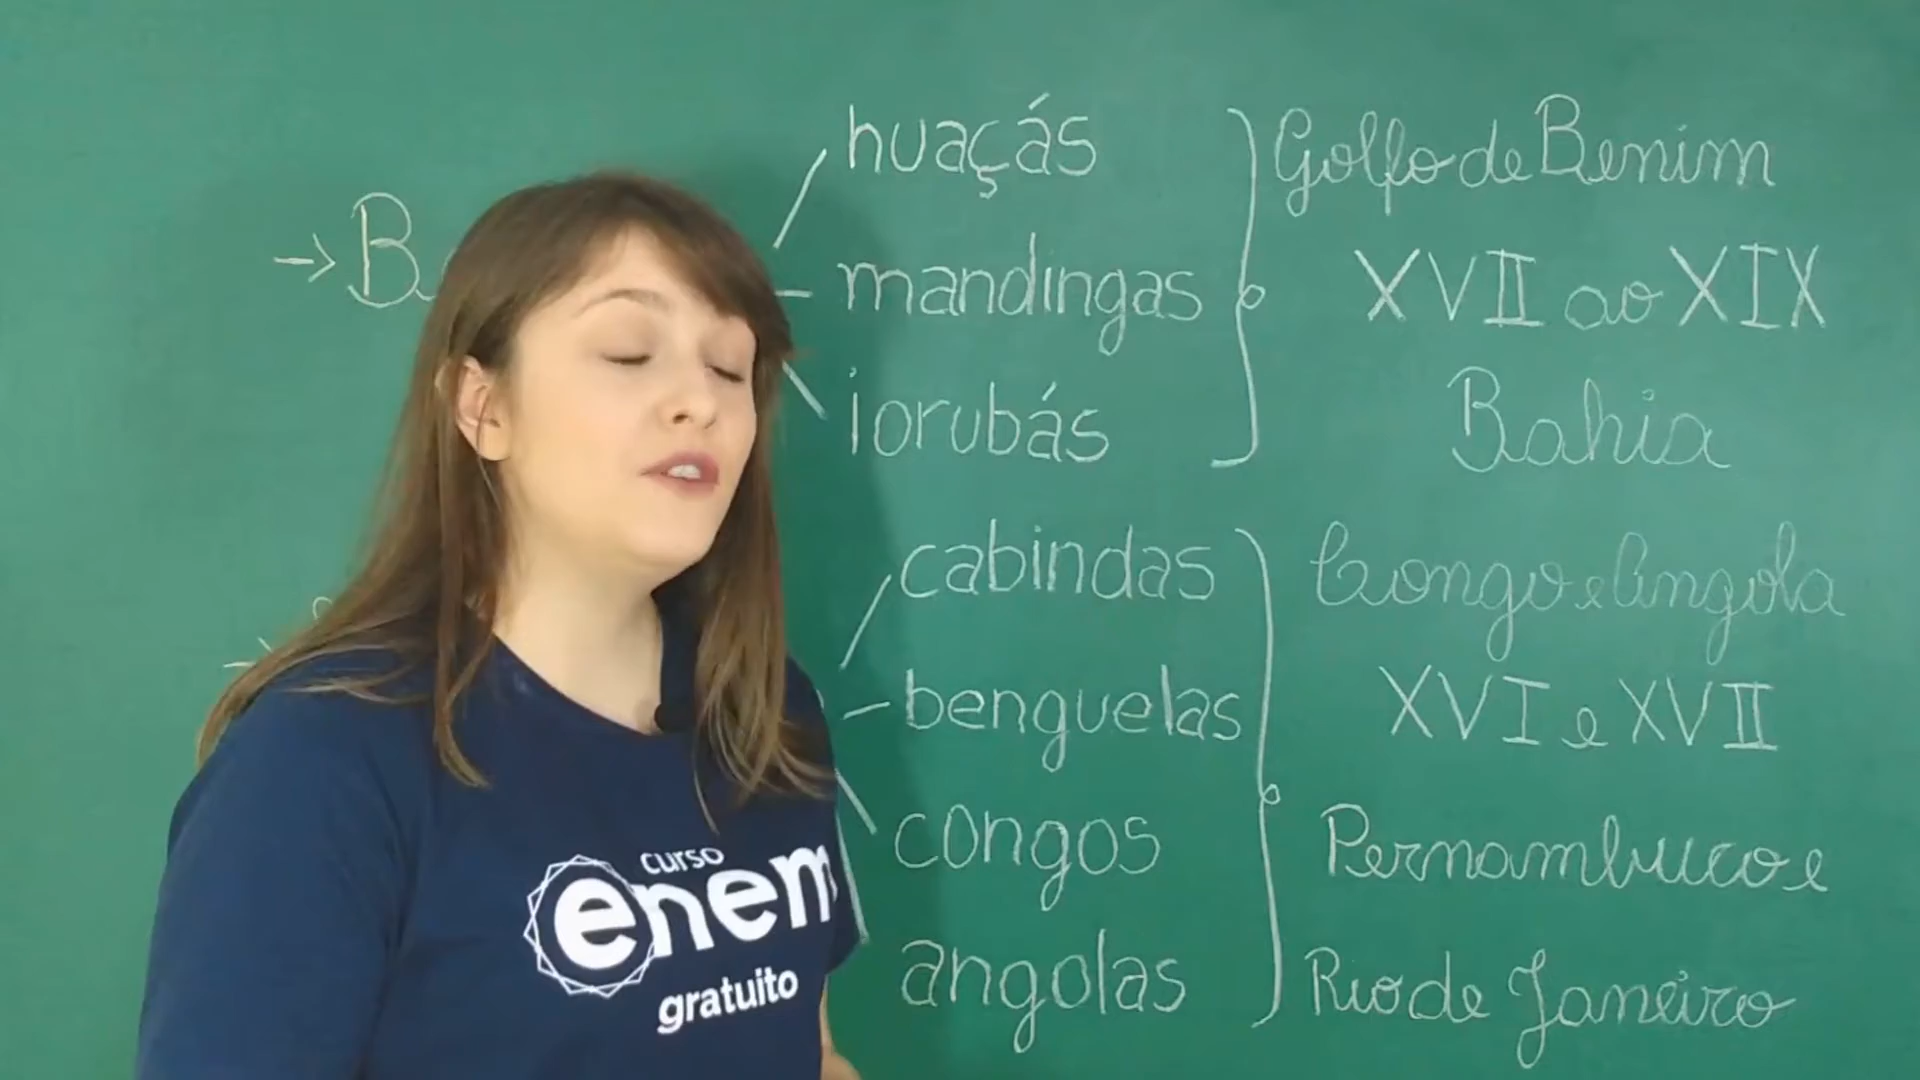 huaçás
mandingas
iorubás
Golfo de Benim
XVII ao XIX
Bahia
cabindas
benguelas
congos
angolas
Congo e Angola
XVI e XVII
Pernambuco e
Rio de Janeiro
curso
enem
gratuito